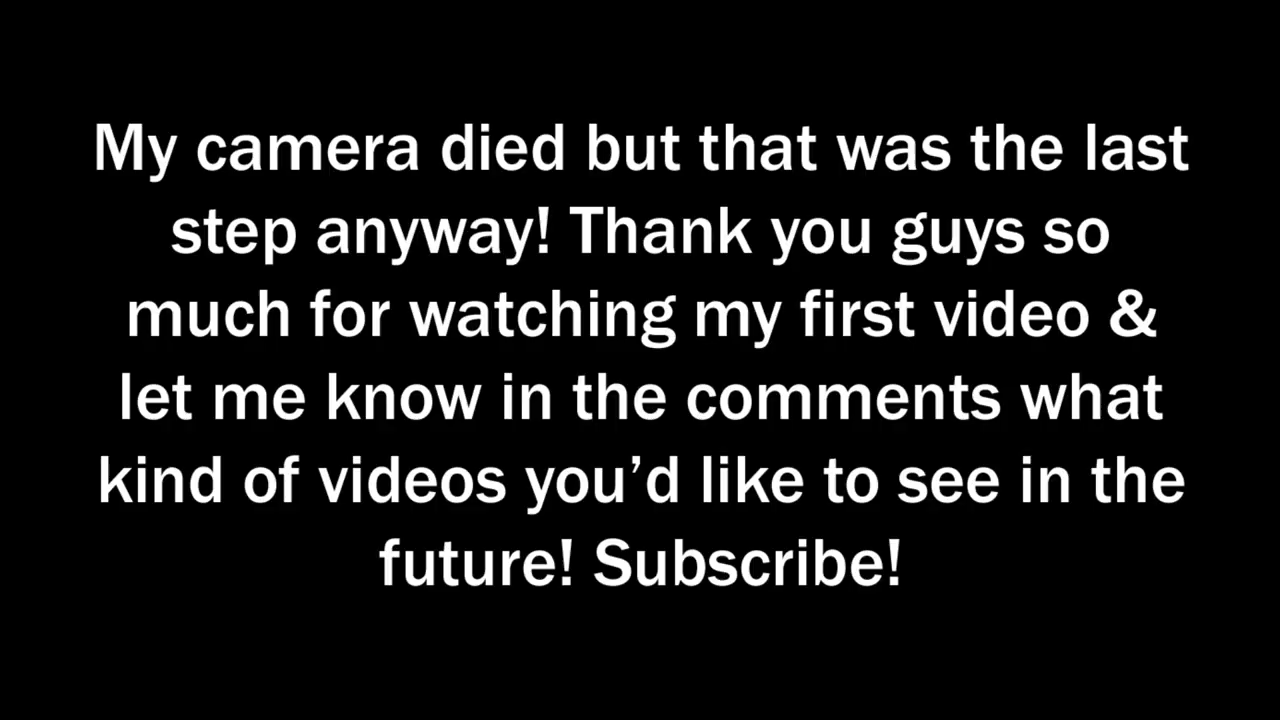 My camera died but that was the last
step anyway! Thank you guys so
much for watching my first video &
let me know in the comments what
kind of videos you’d like to see in the
future! Subscribe!